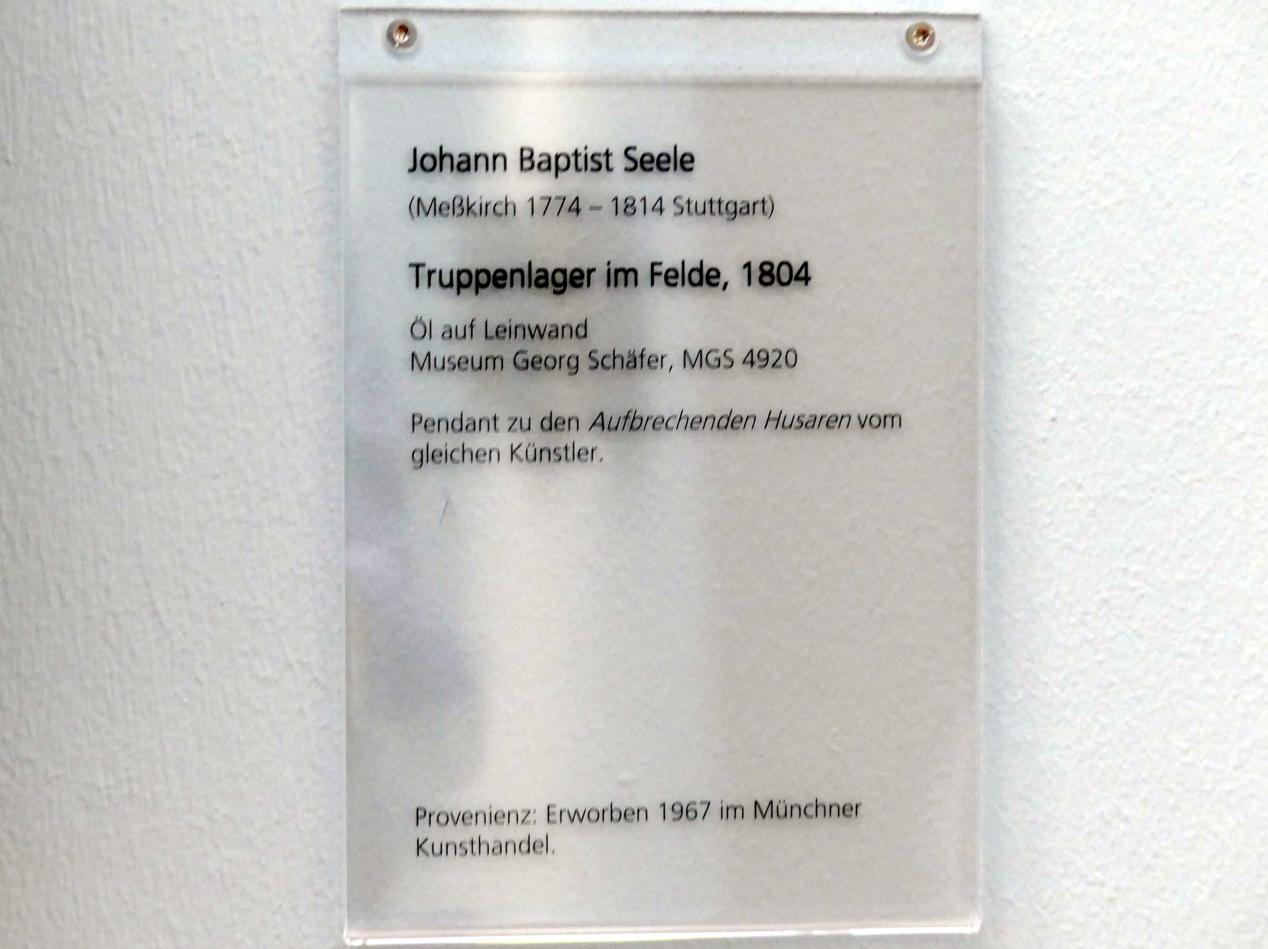 Johann Baptist Seele
(Meßkirch 1774 – 1814 Stuttgart)
Truppenlager im Felde, 1804
Öl auf Leinwand
Museum Georg Schäfer, MGS 4920
Pendant zu den Aufbrechenden Husaren vom
gleichen Künstler.
Provenienz: Erworben 1967 im Münchner
Kunsthandel.